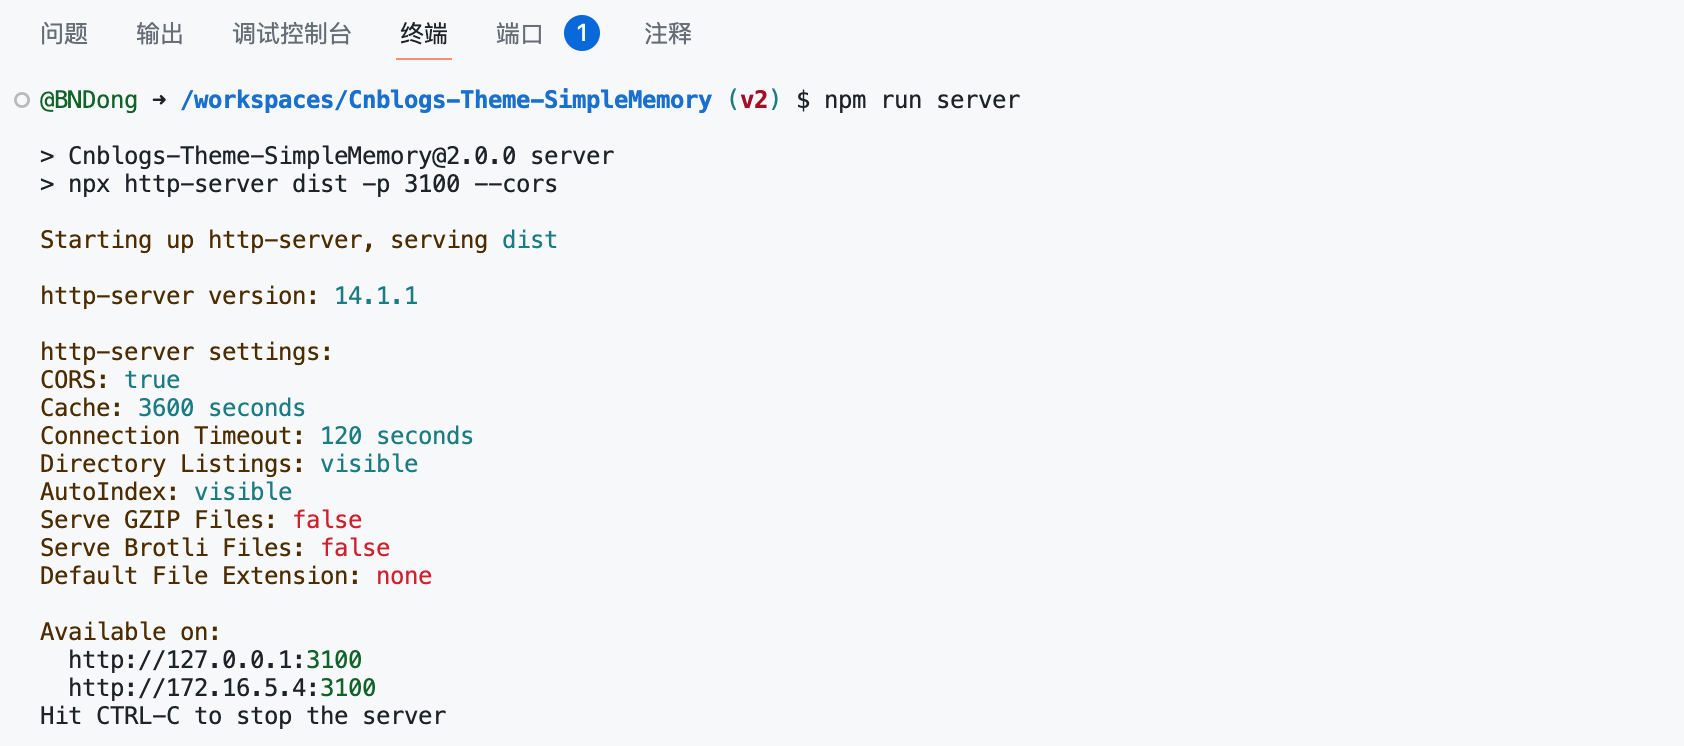 问题 输出 调试控制台 终端 端口 1 注释
@BNDong ➜ /workspaces/Cnblogs-Theme-SimpleMemory (v2) $ npm run server
> Cnblogs-Theme-SimpleMemory@2.0.0 server
> npx http-server dist -p 3100 --cors
Starting up http-server, serving dist
http-server version: 14.1.1
http-server settings:
CORS: true
Cache: 3600 seconds
Connection Timeout: 120 seconds
Directory Listings: visible
AutoIndex: visible
Serve GZIP Files: false
Serve Brotli Files: false
Default File Extension: none
Available on:
http://127.0.0.1:3100
http://172.16.5.4:3100
Hit CTRL-C to stop the server